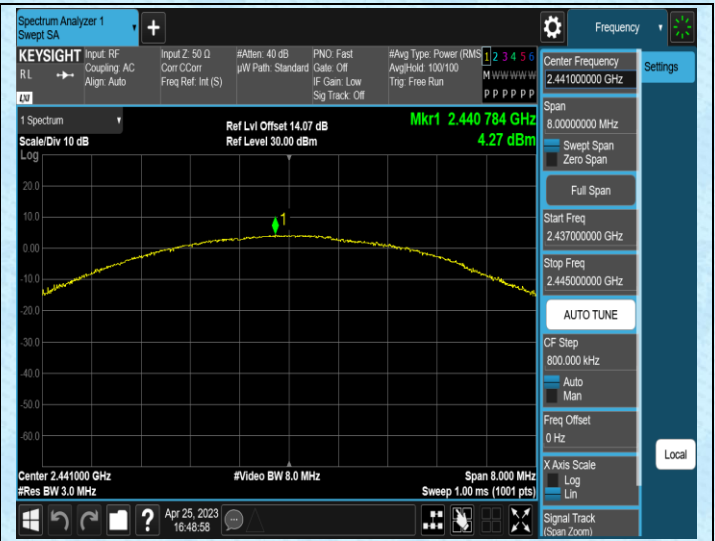 Spectrum Analyzer 1
Swept SA
+
Frequency
KEYSIGHT
RL
LXI
Input: RF
Coupling: AC
Align: Auto
Input Z: 50 Ω
Corr CCorr
Freq Ref: Int (S)
#Atten: 40 dB
µW Path: Standard
PNO: Fast
Gate: Off
IF Gain: Low
Sig Track: Off
#Avg Type: Power (RMS
Avg|Hold: 100/100
Trig: Free Run
1 2 3 4 5 6
M W W W W W
P P P P P P
1 Spectrum
Scale/Div 10 dB
Log
Ref Lvl Offset 14.07 dB
Ref Level 30.00 dBm
Mkr1 2.440 784 GHz
4.27 dBm
1
20.0
10.0
0.00
-10.0
-20.0
-30.0
-40.0
-50.0
-60.0
Center 2.441000 GHz
#Res BW 3.0 MHz
#Video BW 8.0 MHz
Span 8.000 MHz
Sweep 1.00 ms (1001 pts)
?
Apr 25, 2023
16:48:58
Center Frequency
2.441000000 GHz
Settings
Span
8.00000000 MHz
Swept Span
Zero Span
Full Span
Start Freq
2.437000000 GHz
Stop Freq
2.445000000 GHz
AUTO TUNE
CF Step
800.000 kHz
Auto
Man
Freq Offset
0 Hz
Local
X Axis Scale
Log
Lin
Signal Track
(Span Zoom)